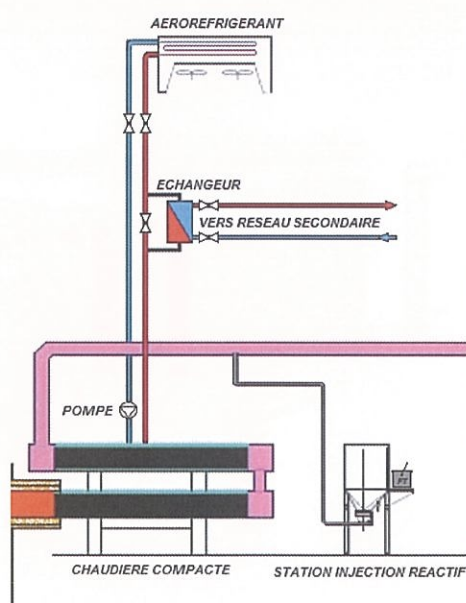 AEROREFRIGERANT
ECHANGEUR
VERS RESEAU SECONDAIRE
POMPE
CHAUDIERE COMPACTE
STATION INJECTION REACTIF